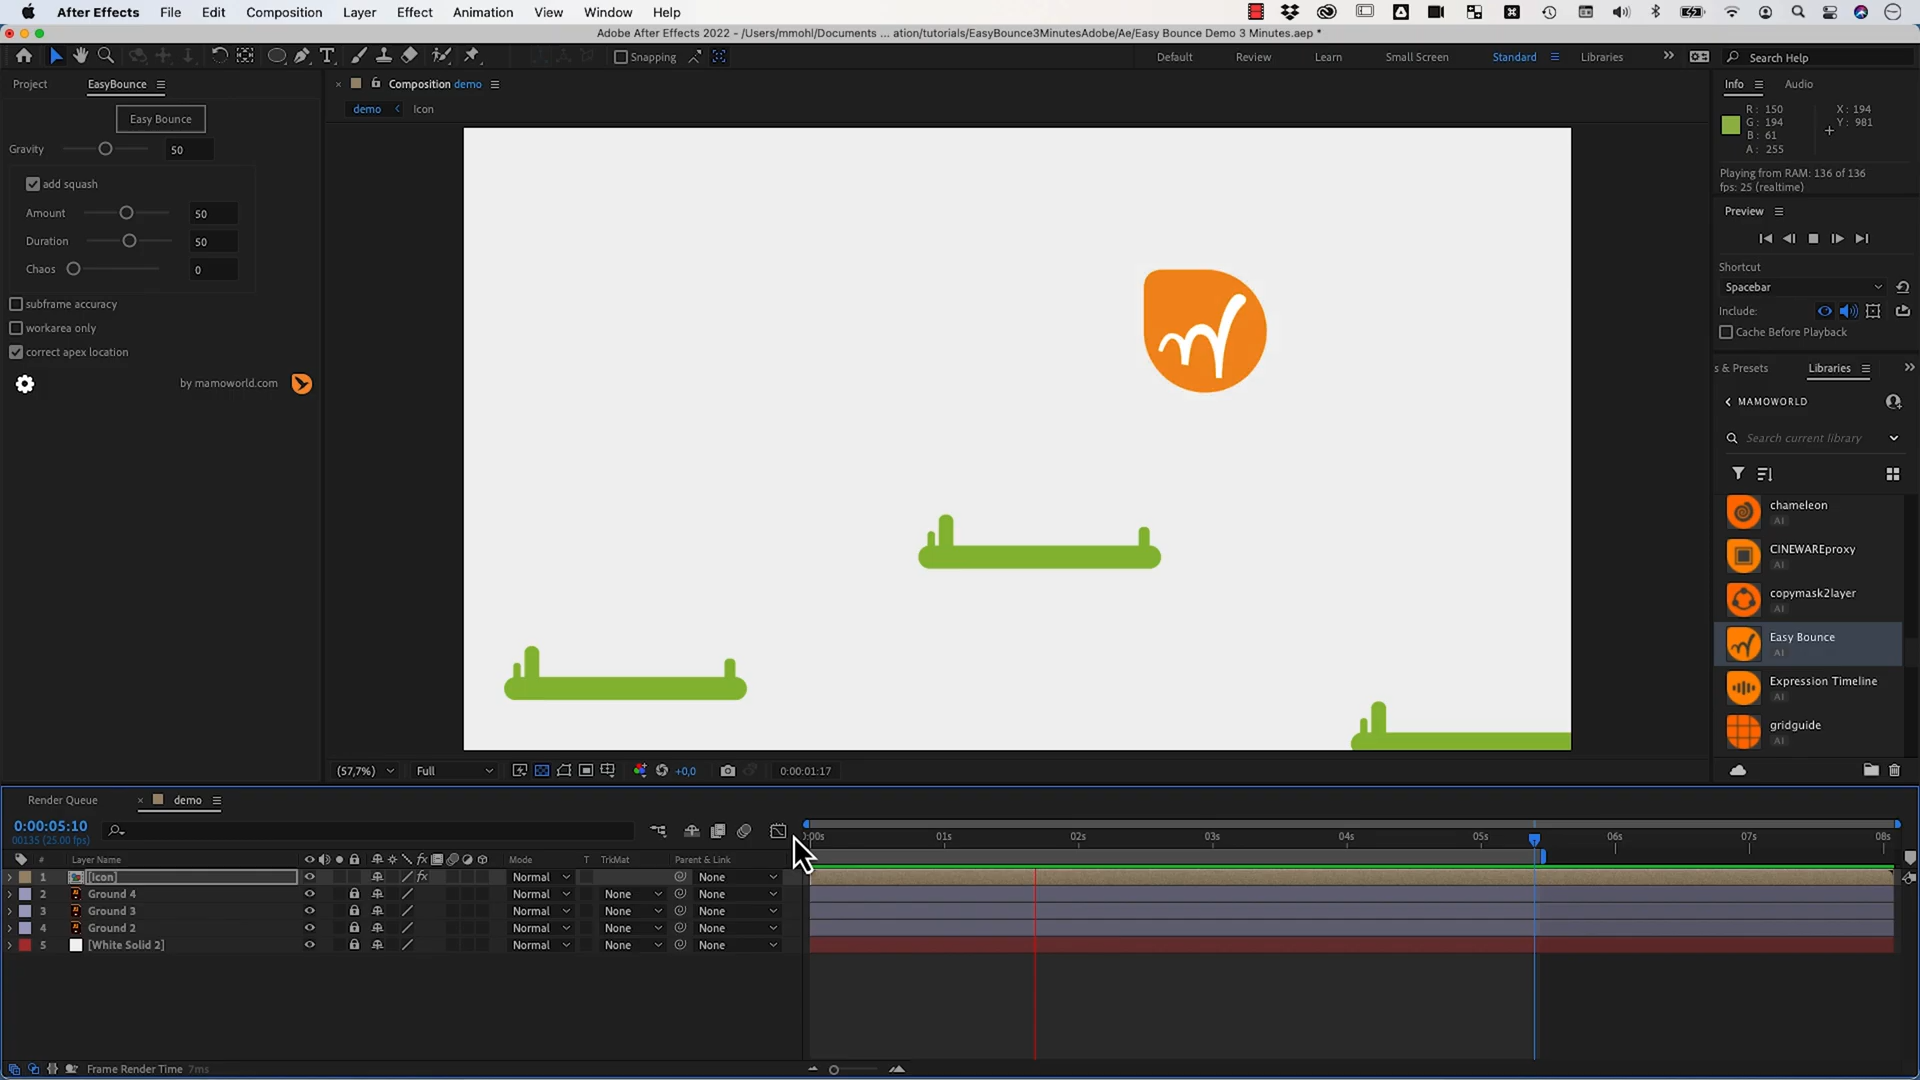 After Effects File Edit Composition Layer Effect Animation View Window Help
Adobe After Effects 2022 - /Users/mmohl/Documents ... ation/tutorials/EasyBounce3MinutesAdobe/Ae/Easy Bounce Demo 3 Minutes.aep *
Snapping Default Review Learn Small Screen Standard Libraries » Search Help
Project EasyBounce
Easy Bounce
Gravity 50
add squash
Amount 50
Duration 50
Chaos 0
subframe accuracy
workarea only
correct apex location
by mamoworld.com
Composition demo
demo Icon
(57,7%) Full +0,0 0:00:01:17
Info Audio
R: 150 X: 194
G: 194 Y: 981
B: 61
A: 255
Playing from RAM: 136 of 136
fps: 25 (realtime)
Preview
Shortcut
Spacebar
Include:
Cache Before Playback
s & Presets Libraries »
MAMOWORLD
Search current library
chameleon
AI
CINEWAREproxy
AI
copymask2layer
AI
Easy Bounce
AI
Expression Timeline
AI
gridguide
AI
Render Queue demo
0:00:05:10
00135 (25.00 fps)
):00s 01s 02s 03s 04s 05s 06s 07s 08s
# Layer Name fx Mode T TrkMat Parent & Link
1 [Icon] fx Normal None
2 Ground 4 Normal None None
3 Ground 3 Normal None None
4 Ground 2 Normal None None
5 [White Solid 2] Normal None None
Frame Render Time 7ms